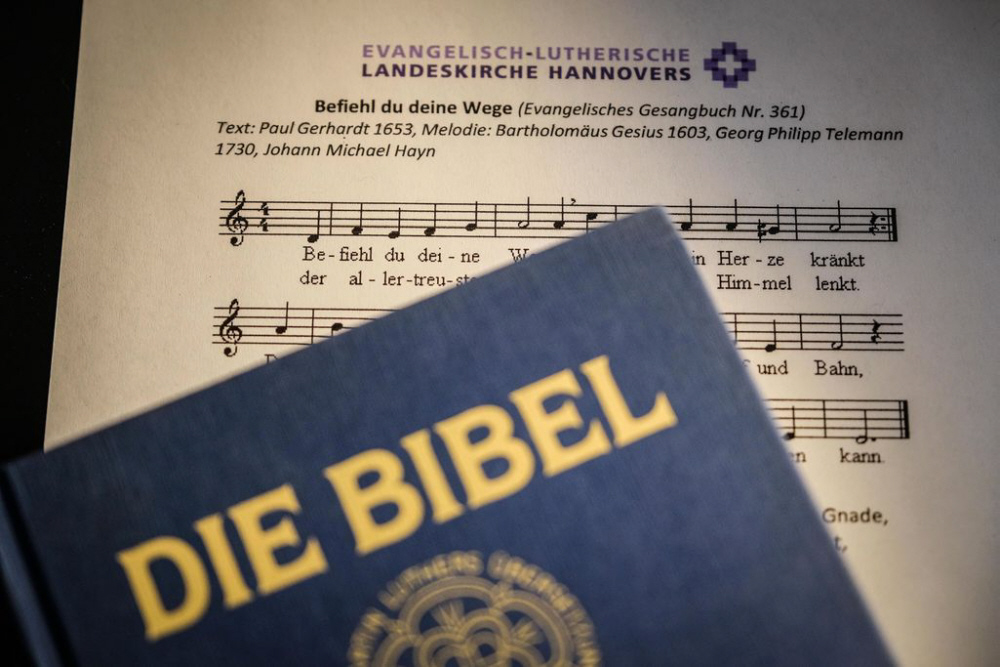 EVANGELISCH-LUTHERISCHE
LANDESKIRCHE HANNOVERS
Befiehl du deine Wege (Evangelisches Gesangbuch Nr. 361)
Text: Paul Gerhardt 1653, Melodie: Bartholomäus Gesius 1603, Georg Philipp Telemann
1730, Johann Michael Hayn
Be - fiehl du dei - ne Her - ze kränkt
der al - ler-treu- Him-mel lenkt.
und Bahn,
kann.
Gnade,
DIE BIBEL
LUTHERS